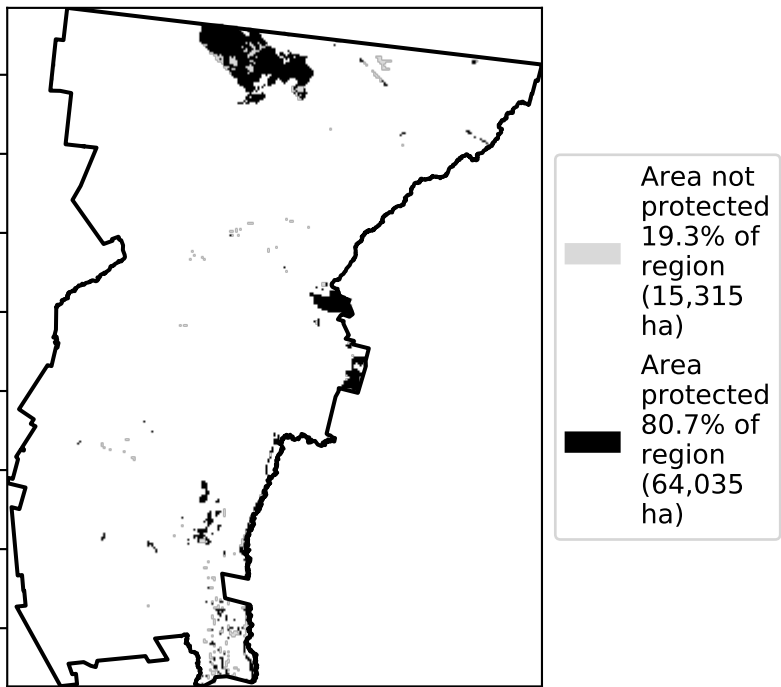 Area not
protected
19.3% of
region
(15,315
ha)
Area
protected
80.7% of
region
(64,035
ha)